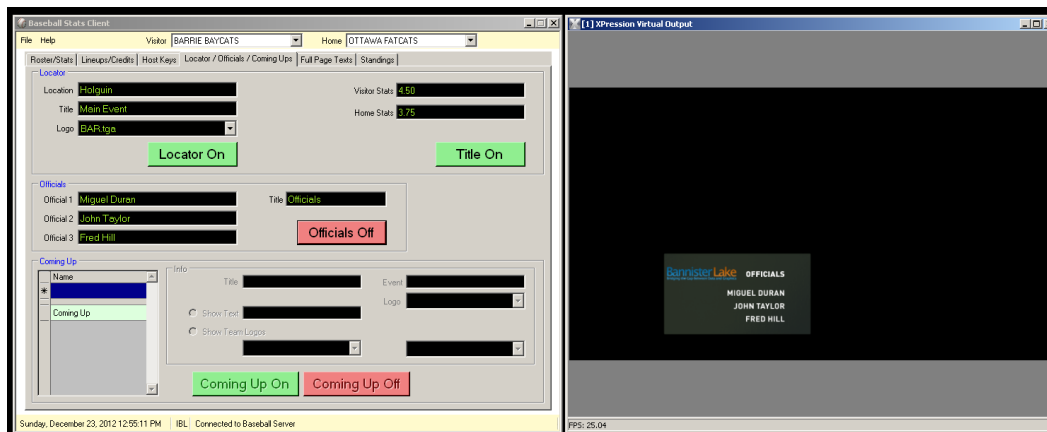 Baseball Stats Client
File Help Visitor BARRIE BAYCATS Home OTTAWA FATCATS
Roster/Stats Lineups/Credits Host Keys Locator / Officials / Coming Ups Full Page Texts Standings
Locator
Location Holguin Visitor Stats 4.50
Title Main Event Home Stats 3.75
Logo BAR.tga
Locator On Title On
Officials
Official 1 Miguel Duran Title Officials
Official 2 John Taylor
Official 3 Fred Hill
Officials Off
Coming Up
Name
*
Coming Up
Info
Title Event
Logo
Show Text
Show Team Logos
Coming Up On Coming Up Off
Sunday, December 23, 2012 12:55:11 PM IBL Connected to Baseball Server
[1] XPression Virtual Output
Bannister Lake OFFICIALS
MIGUEL DURAN
JOHN TAYLOR
FRED HILL
FPS: 25.04